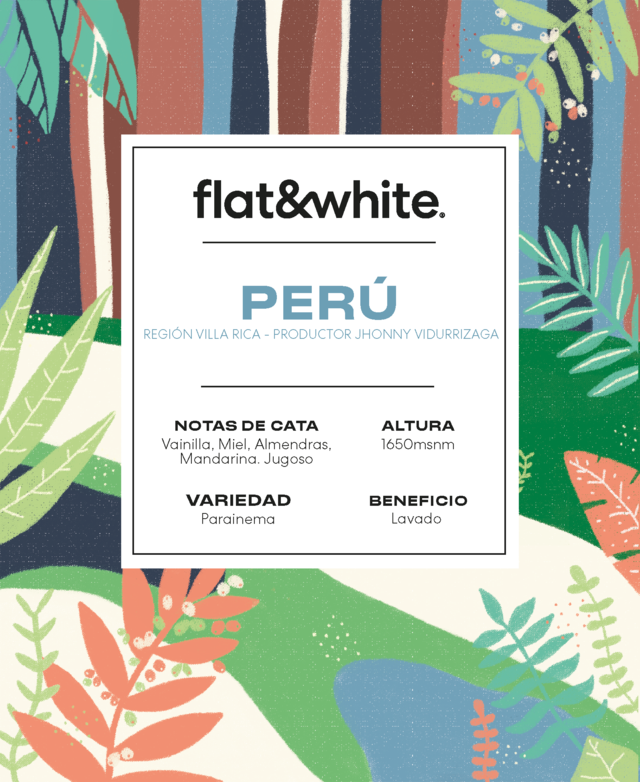 flat&white®
PERÚ
REGIÓN VILLA RICA - PRODUCTOR JHONNY VIDURRIZAGA
NOTAS DE CATA
Vainilla, Miel, Almendras,
Mandarina. Jugoso
ALTURA
1650msnm
VARIEDAD
Parainema
BENEFICIO
Lavado